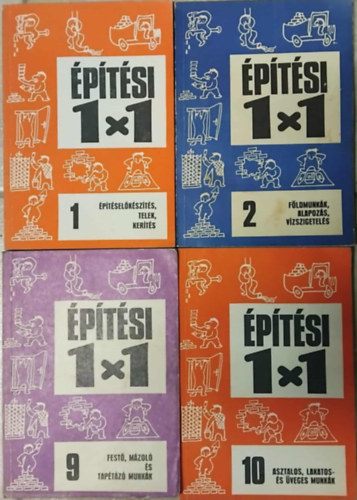 ÉPÍTÉSI
1×1
1
ÉPÍTÉSELŐKÉSZÍTÉS,
TELEK,
KERÍTÉS
ÉPÍTÉSI
1×1
2
FÖLDMUNKÁK,
ALAPOZÁS,
VÍZSZIGETELÉS
ÉPÍTÉSI
1×1
9
FESTŐ, MÁZOLÓ
ÉS
TAPÉTÁZÓ MUNKÁK
ÉPÍTÉSI
1×1
10
ASZTALOS, LAKATOS-
ÉS ÜVEGES MUNKÁK